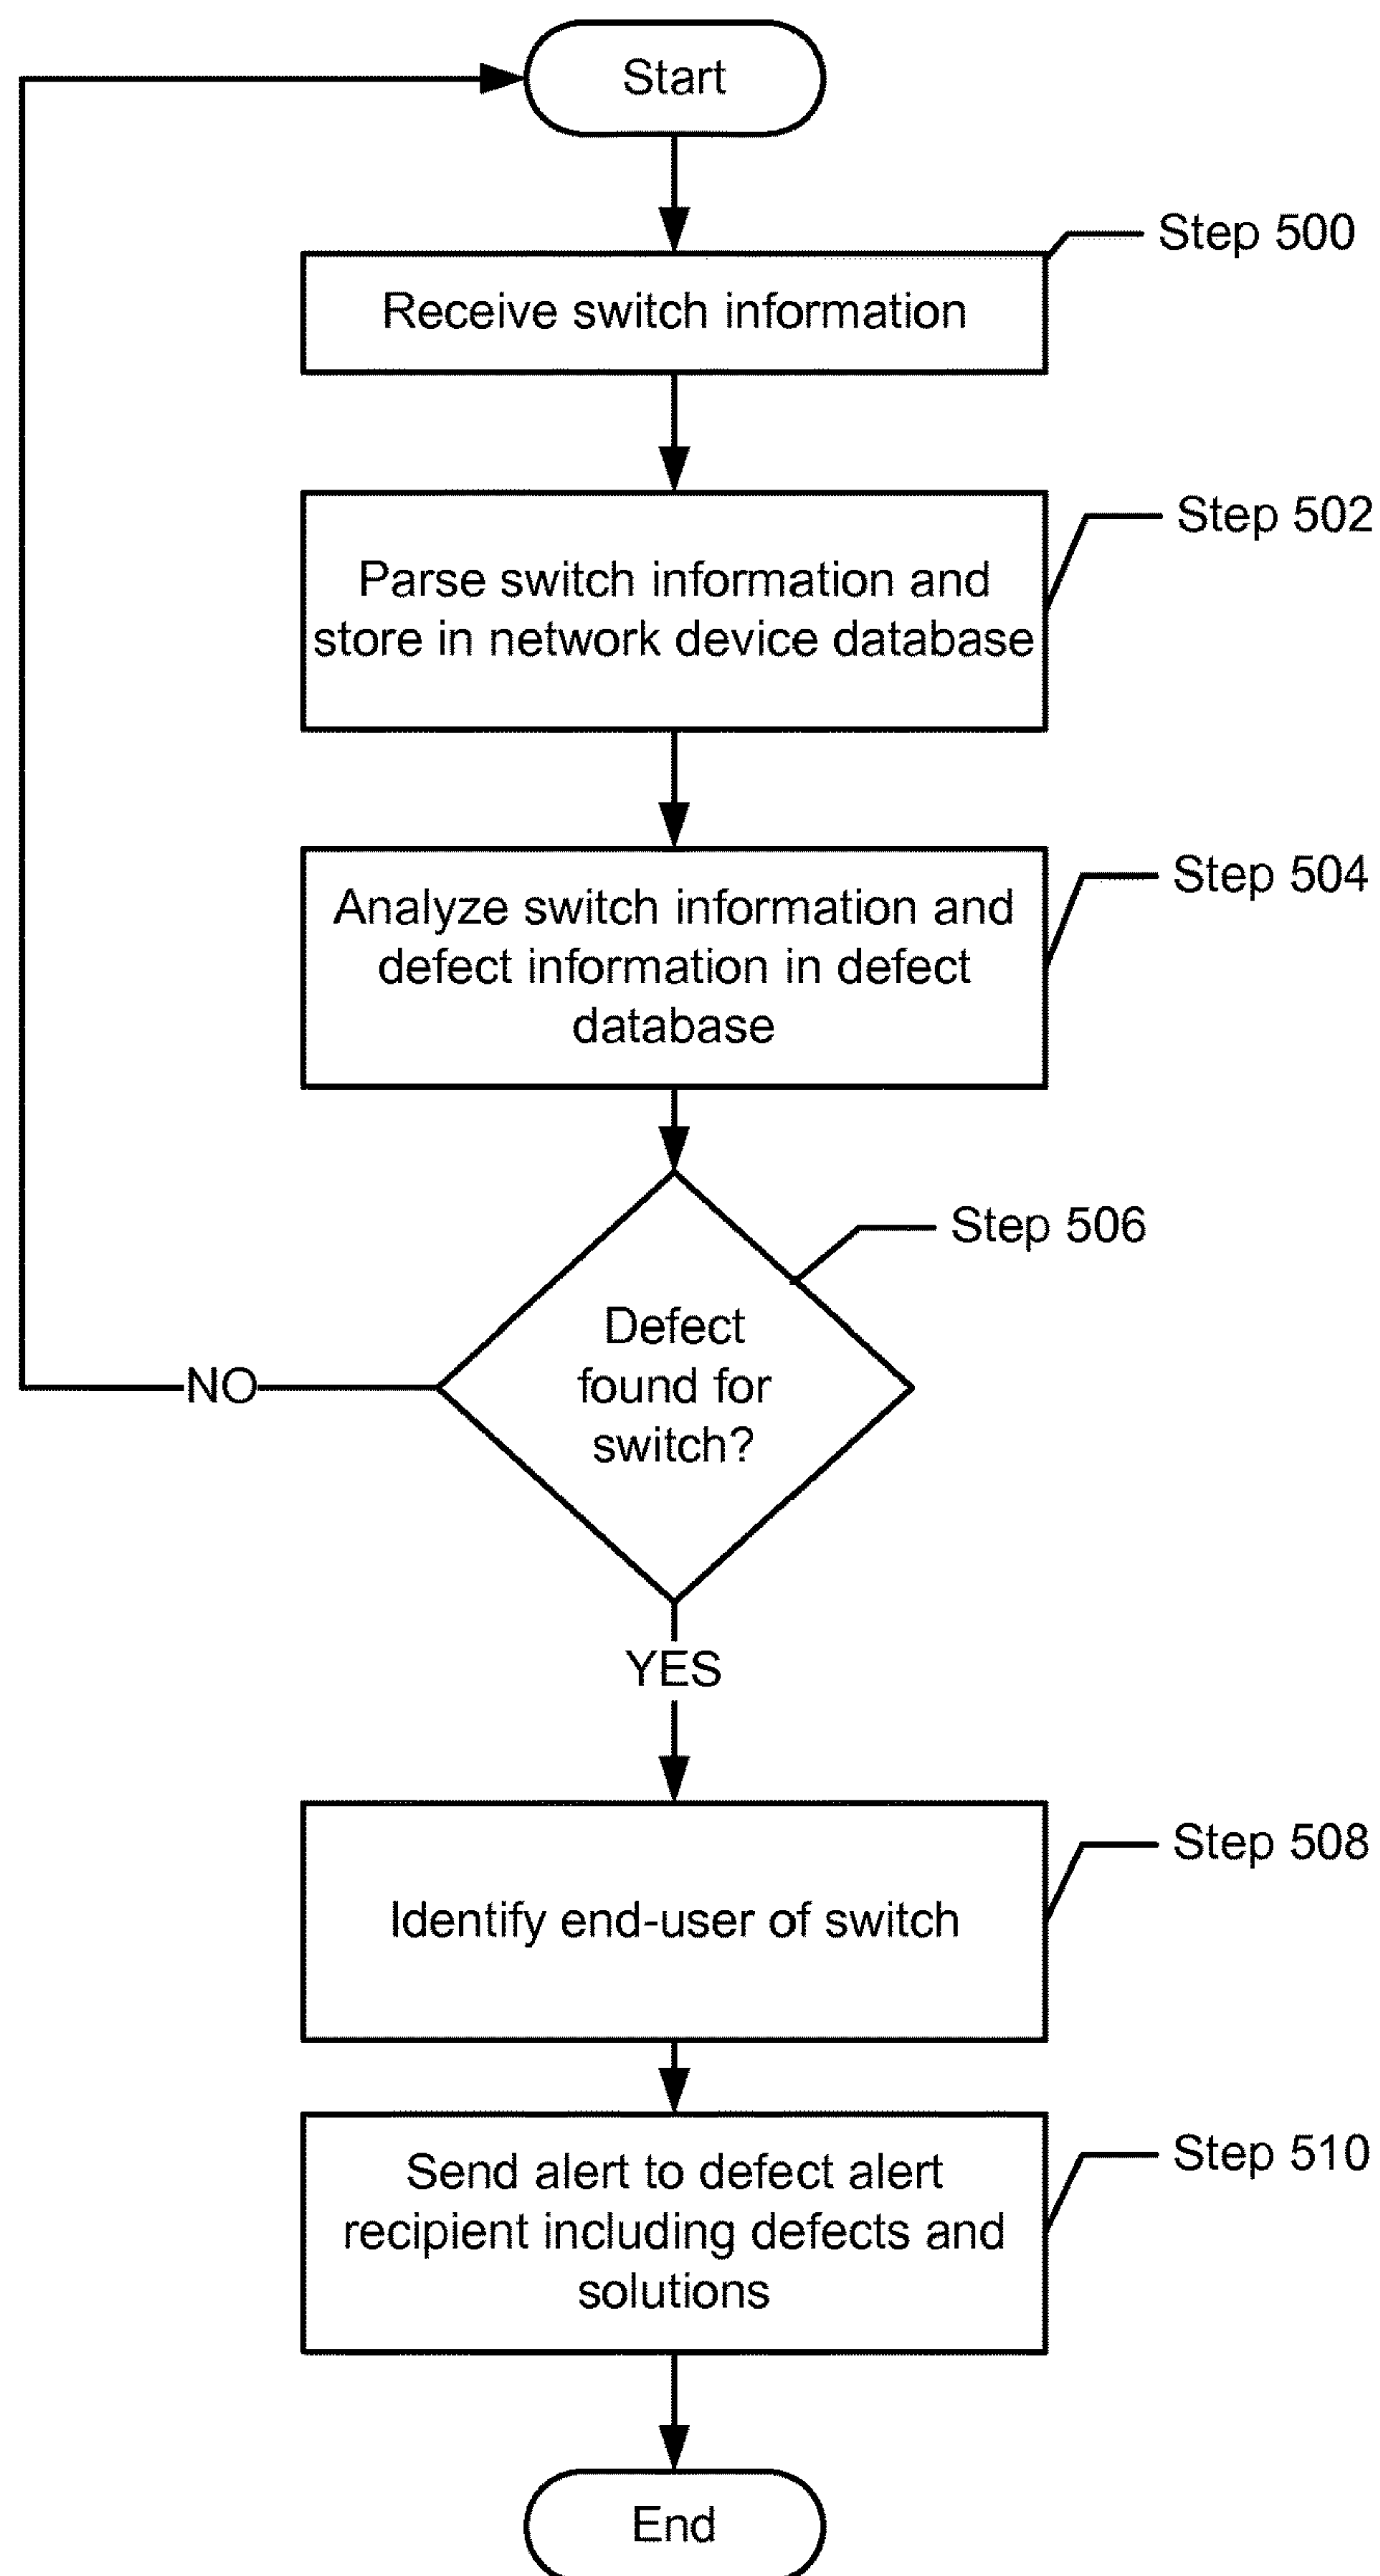 Start
Step 500
Receive switch information
Step 502
Parse switch information and
store in network device database
Step 504
Analyze switch information and
defect information in defect
database
Step 506
Defect
found for
switch?
NO
YES
Step 508
Identify end-user of switch
Step 510
Send alert to defect alert
recipient including defects and
solutions
End